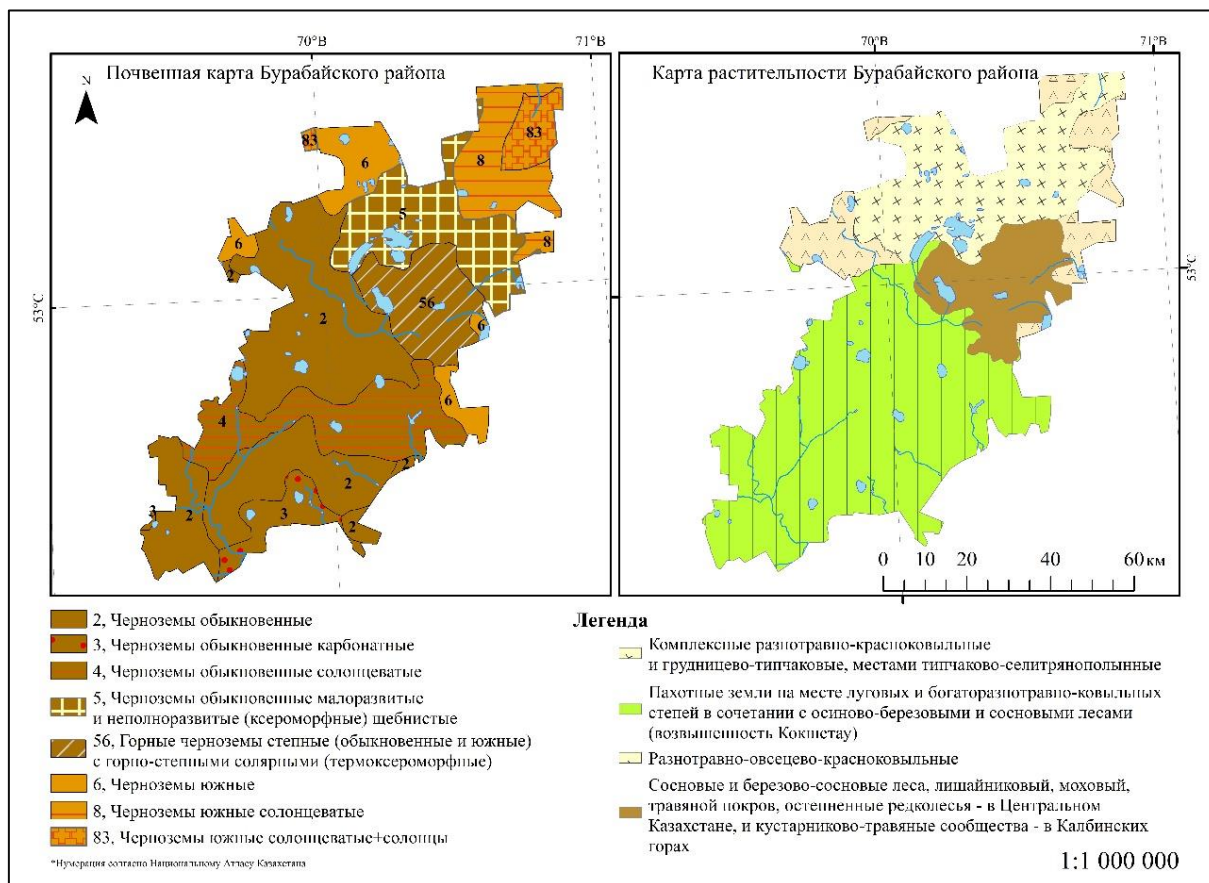 70°В
71°В
70°В
71°В
Почвенная карта Бурабайского района
Карта растительности Бурабайского района
N
83
6
8
83
5
6
8
2
56
2
6
53°С
53°С
6
4
2
2
3
3
2
2
0 10 20 40 60 км
2, Черноземы обыкновенные
3, Черноземы обыкновенные карбонатные
4, Черноземы обыкновенные солонцеватые
5, Черноземы обыкновенные малоразвитые
и неполноразвитые (ксероморфные) щебнистые
56, Горные черноземы степные (обыкновенные и южные)
с горно-степными солярными (термоксероморфные)
6, Черноземы южные
8, Черноземы южные солонцеватые
83, Черноземы южные солонцеватые+солонцы
*Нумерация согласно Национальному Атласу Казахстана
Легенда
Комплексные разнотравно-красноковыльные
и грудницево-типчаковые, местами типчаково-селитрянополынные
Пахотные земли на месте луговых и богаторазнотравно-ковыльных
степей в сочетании с осиново-березовыми и сосновыми лесами
(возвышенность Кокшетау)
Разнотравно-овсецево-красноковыльные
Сосновые и березово-сосновые леса, лишайниковый, моховый,
травяной покров, остепненные редколесья - в Центральном
Казахстане, и кустарниково-травяные сообщества - в Калбинских
горах
1:1 000 000